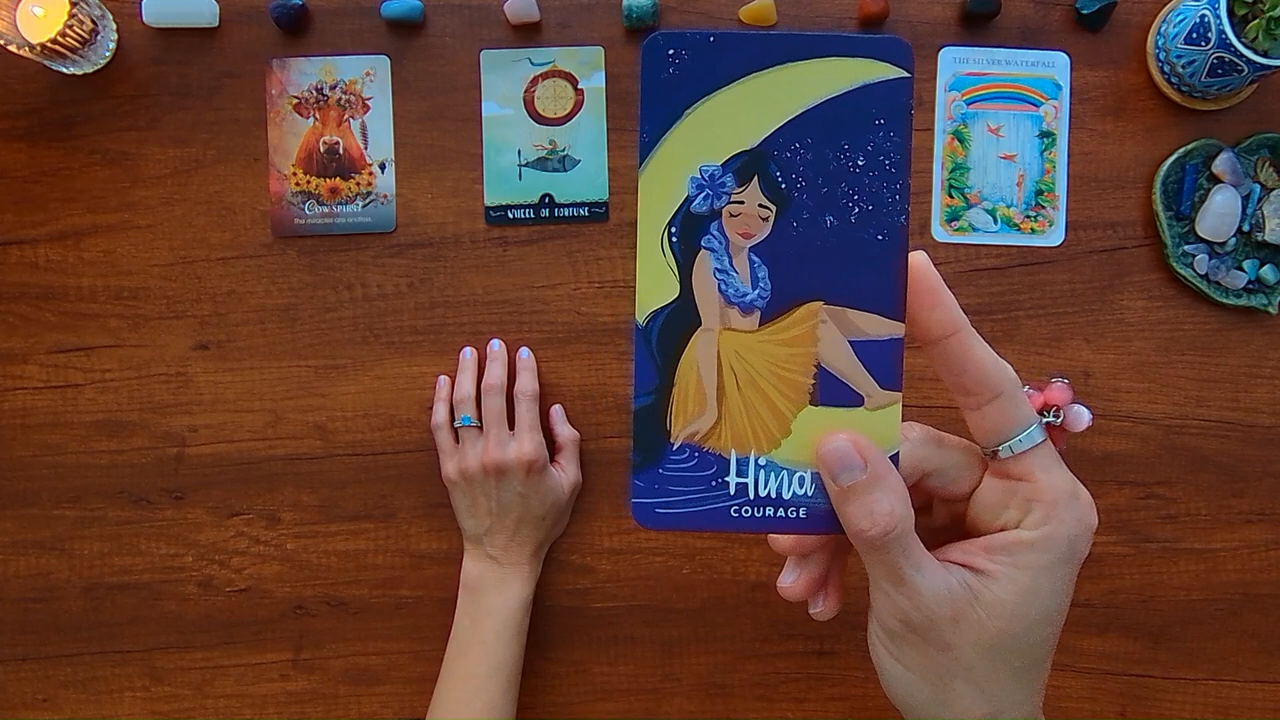 COW SPIRIT
The miracles are endless.
WHEEL OF FORTUNE
Hina
COURAGE
THE SILVER WATERFALL